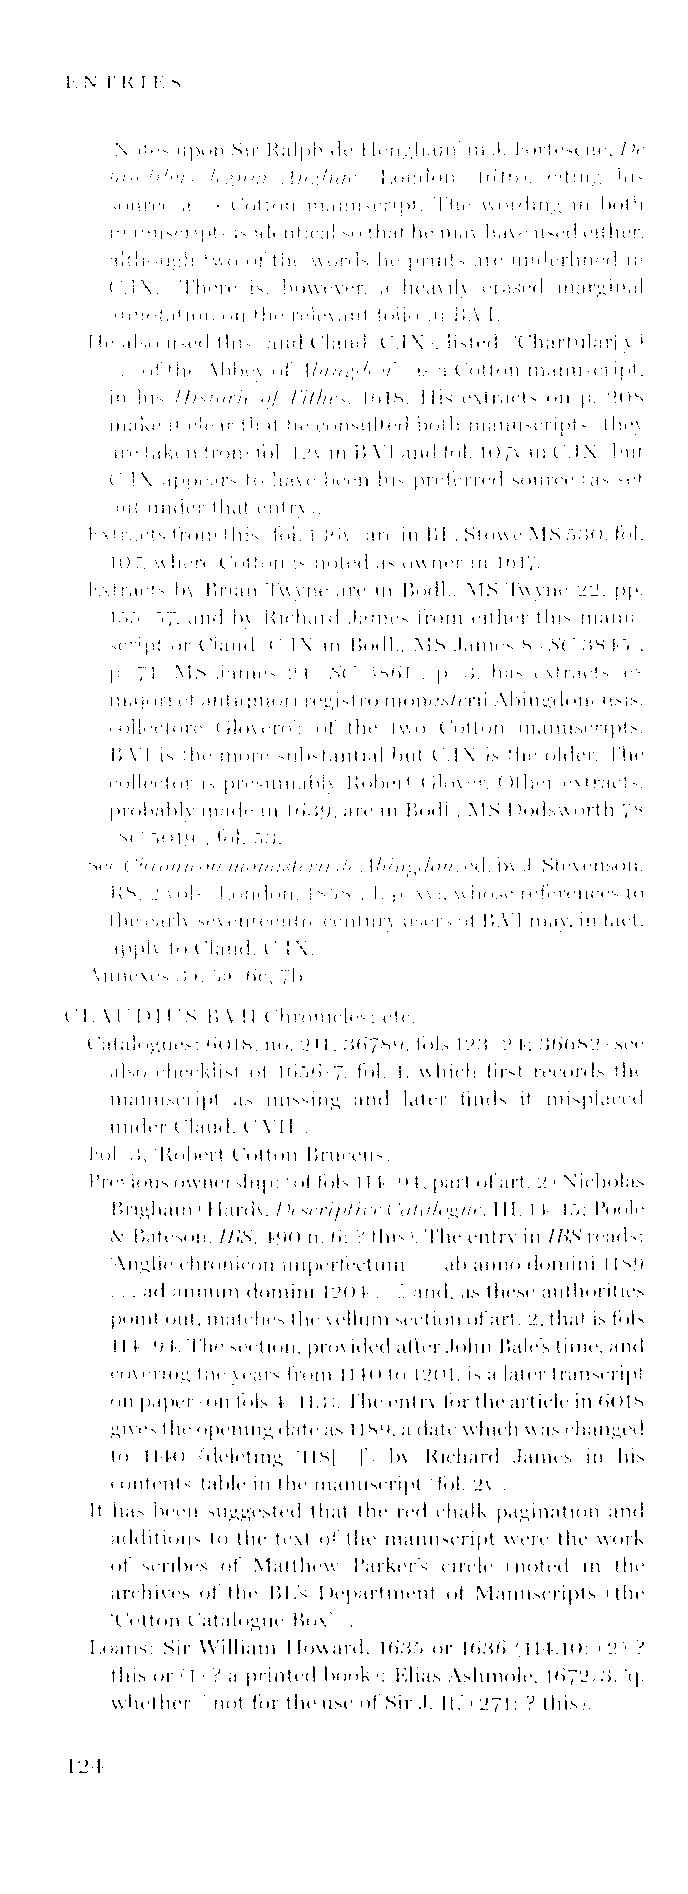 ENTRIES
Notes upon Sir Ralph de Hengham' in J. Fortescue, De
legum Angliae (London, 1616), citing his
source as a Cotton manuscript. The wording in both
manuscripts is identical so that he may have used either,
although two of the words he prints are underlined in
C.IX. There is, however, a heavily erased marginal
annotation on the relevant folio in B.VI.
He also used this (and Claud. C.IX), listed 'Chartulari
of the Abbey of Abingdon' as a Cotton manuscript,
in his Historie of Tithes, 1618. His extracts on p. 208
make it clear that he consulted both manuscripts (they
are taken from fol. 12v in B.VI and fol. 107v in C.IX) but
C.IX appears to have been his preferred source (as set
out under that entry).
Extracts from this, fol. are in BL, Stowe MS 530, fol.
107, where Cotton is noted as owner in 1617.
Extracts by Brian Twyne are in Bodl., MS Twyne 22, pp.
155–57, and by Richard James from either this manu-
script or Claud. C.IX in Bodl., MS James 8 (SC 3845),
p. 71. MS James 24 (SC 3861), p. 3, has extracts 'ex
majori et antiquiori registro monesterii Abingdonensis,
collectore Glovero': of the two Cotton manuscripts,
B.VI is the more substantial but C.IX is the older. The
collector is presumably Robert Glover. Other extracts,
probably made in 1639, are in Bodl., MS Dodsworth 78
(SC 5019), fol. 53.
See Chronicon monasterii de Abingdon, ed. by J. Stevenson,
RS, 2 vols (London, 1858), I, p. xvi, whose references to
the early seventeenth-century users of B.VI may, in fact,
apply to Claud. C.IX.
Annexes 6c, 7b
CLAUDIUS B.VII Chronicles; etc.
Catalogues: 6018, no. 211; 36789, fols 123–24; 36682 (see
also checklist of 1656/7, fol. 4, which first records the
manuscript as missing and later finds it misplaced
under Claud. C.VII).
Fol. 3, 'Robert Cotton Bruceus'.
Previous ownership: (of fols 114–94, part of art. 2) Nicholas
Brigham (Hardy, Descriptive Catalogue, III, 14–15; Poole
& Bateson, IBS, 490 n. 6: ? this). The entry in IBS reads:
'Anglie chronicon imperfectum . . . ab anno domini 1189
. . . ad annum domini 1204 . . .' and, as these authorities
point out, matches the vellum section of art. 2, that is fols
114–94. The section, provided after John Bale's time, and
covering the years from 1140 to 1201, is a later transcript
on paper (on fols 4–113). The entry for the article in 6018
gives the opening date as 1189, a date which was changed
to 1140 (deleting '118[ ]') by Richard James in his
contents table in the manuscript (fol. 2v).
It has been suggested that the red chalk pagination and
additions to the text of the manuscript were the work
of scribes of Matthew Parker's circle (noted in the
archives of the BL's Department of Manuscripts (the
'Cotton Catalogue Box').
Loans: Sir William Howard, 1635 or 1636 (114.10: (2) ?
this or (1) ? a printed book); Elias Ashmole, 1672/3, 'q.
whether not for the use of Sir J. H.' (271: ? this).
124